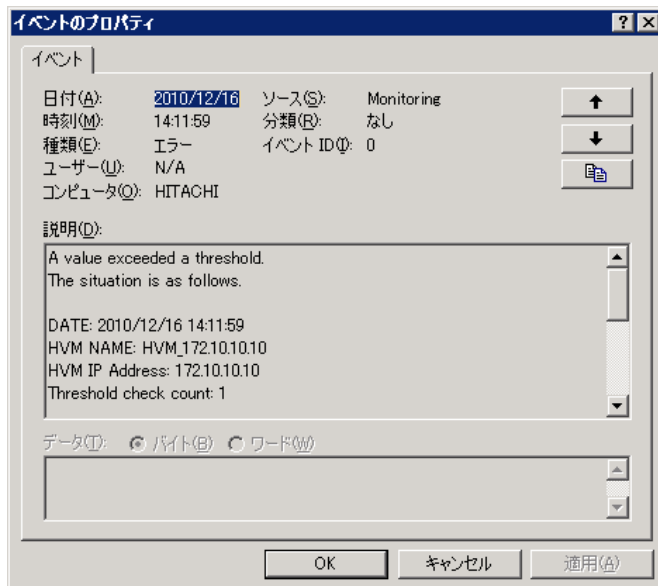 イベントのプロパティ
イベント
日付(A): 2010/12/16 ソース(S): Monitoring
時刻(M): 14:11:59 分類(R): なし
種類(E): エラー イベント ID(I): 0
ユーザー(U): N/A
コンピュータ(O): HITACHI
説明(D):
A value exceeded a threshold.
The situation is as follows.
DATE: 2010/12/16 14:11:59
HVM NAME: HVM_172.10.10.10
HVM IP Address: 172.10.10.10
Threshold check count: 1
データ(T): バイト(B) ワード(W)
OK キャンセル 適用(A)